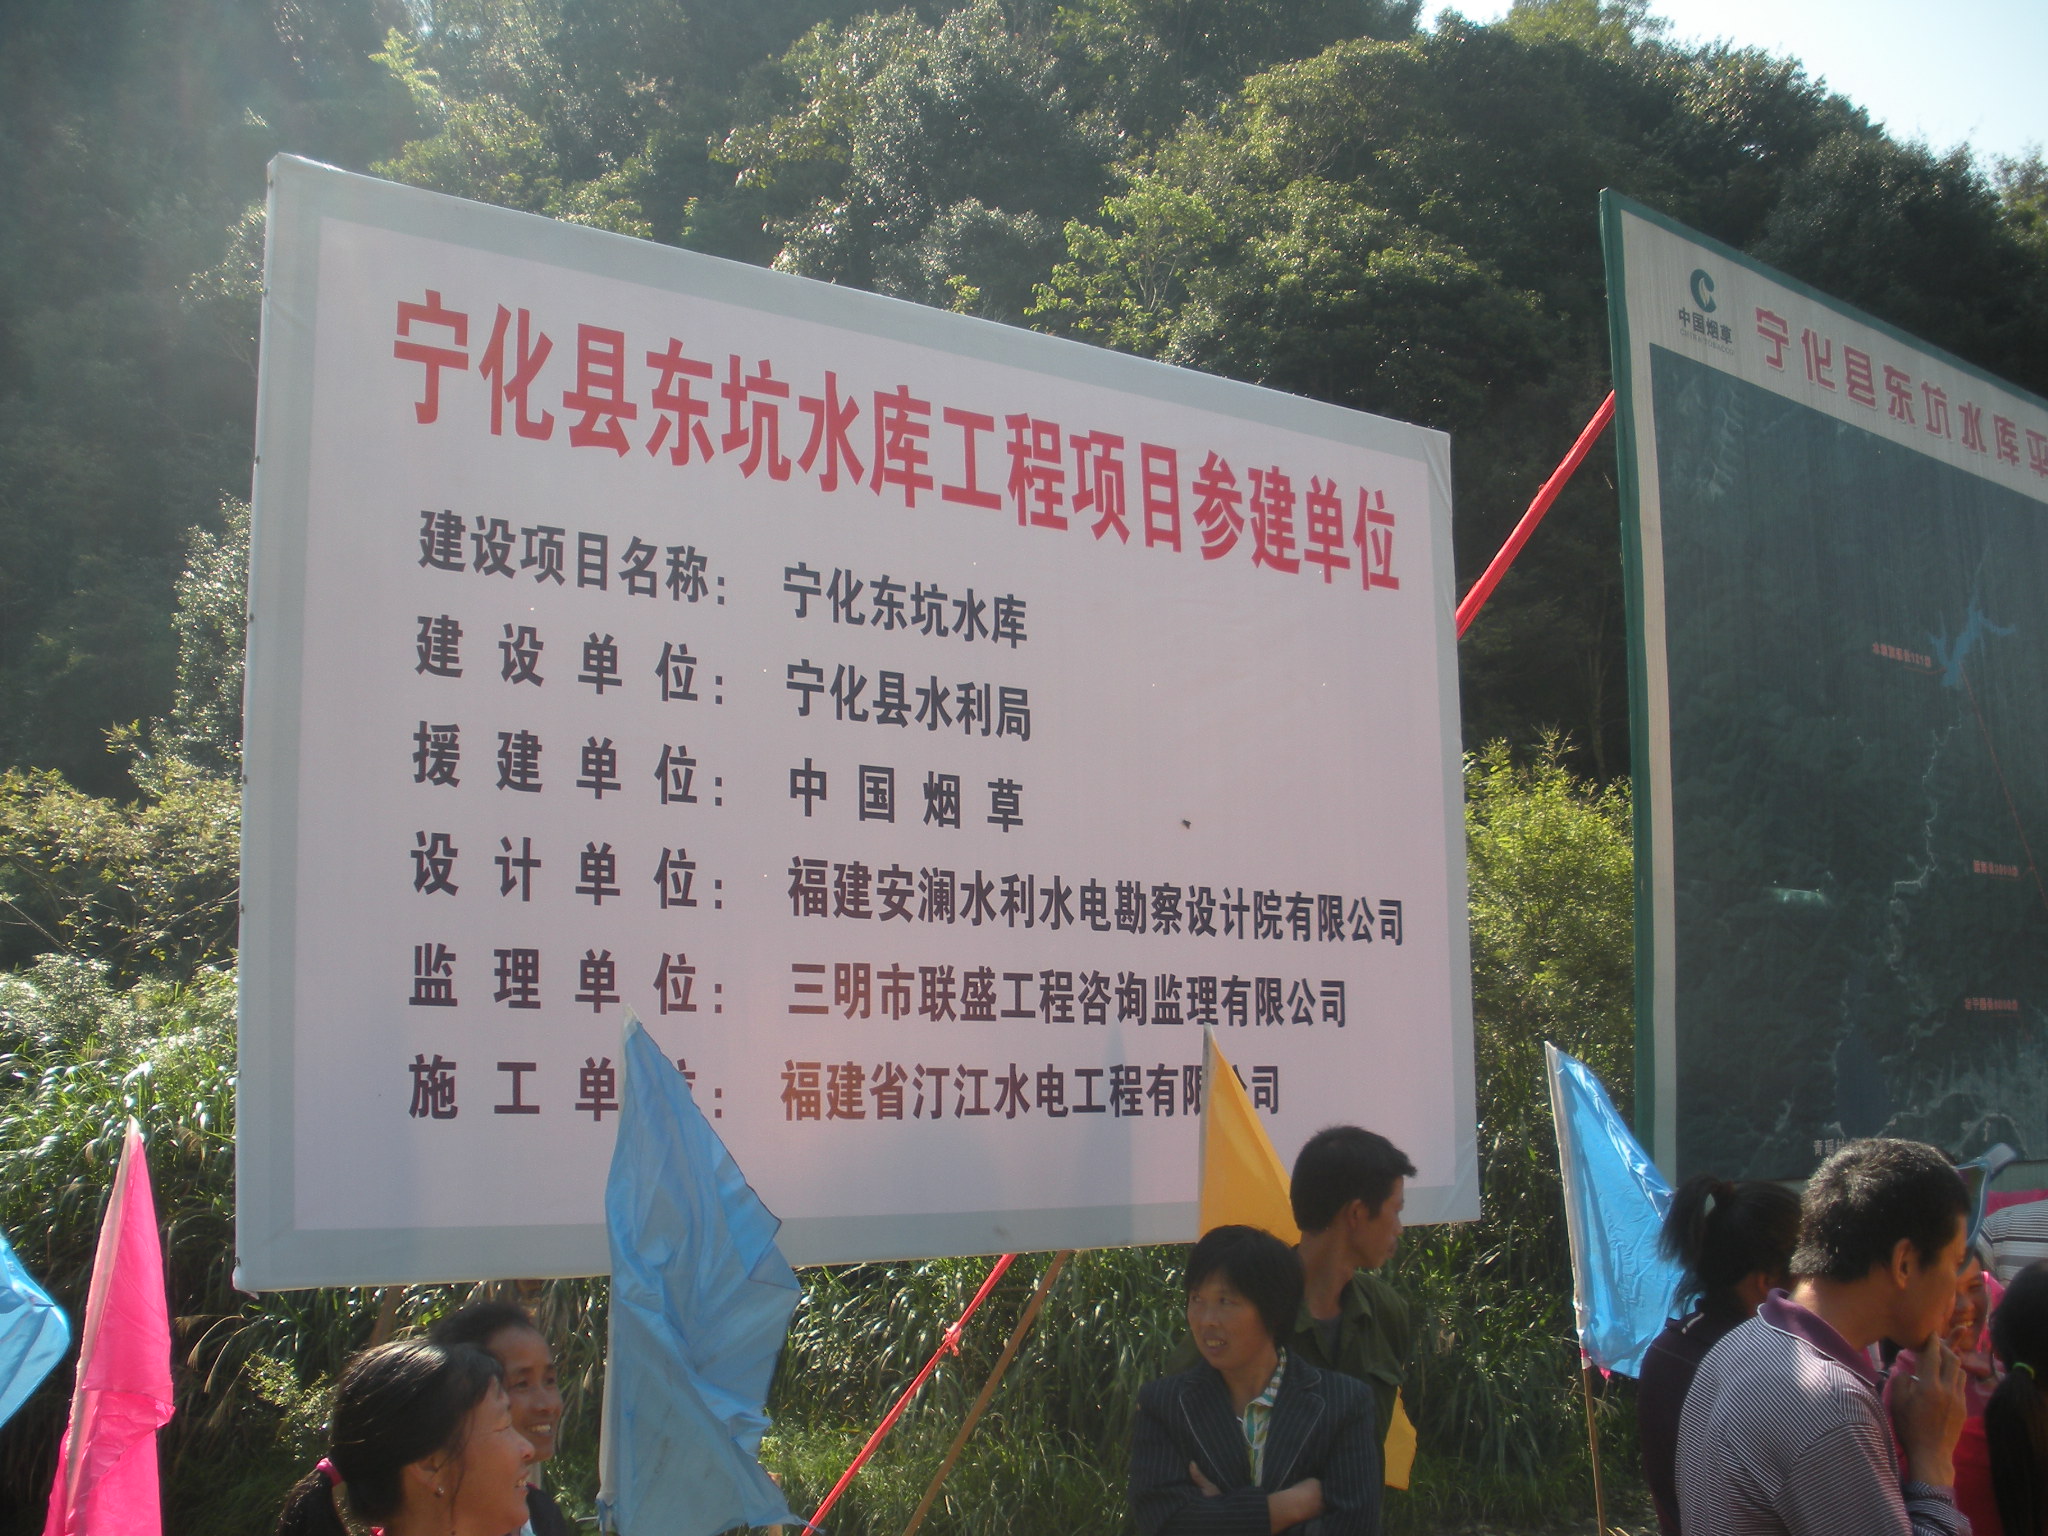 宁化县东坑水库工程项目参建单位
建设项目名称： 宁化东坑水库
建设单位： 宁化县水利局
援建单位： 中国烟草
设计单位： 福建安澜水利水电勘察设计院有限公司
监理单位： 三明市联盛工程咨询监理有限公司
施工单位： 福建省汀江水电工程有限公司
中国烟草
宁化县东坑水库平